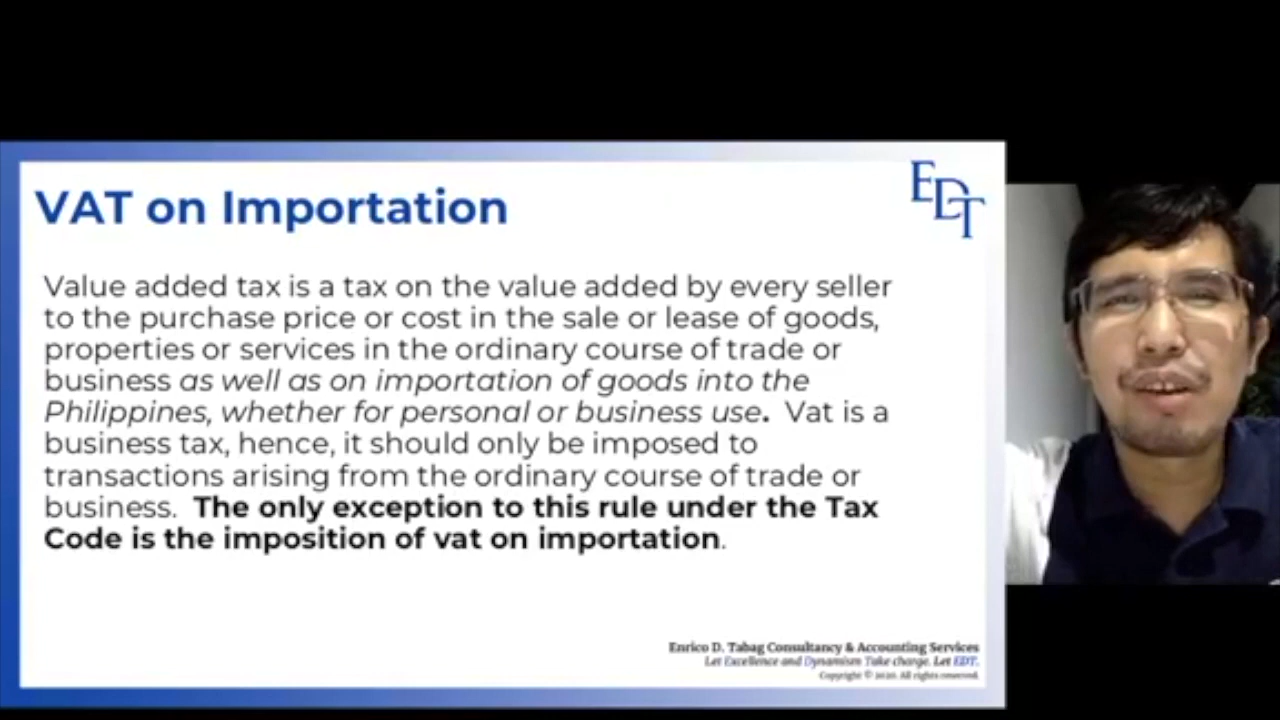 VAT on Importation
EDT
Value added tax is a tax on the value added by every seller
to the purchase price or cost in the sale or lease of goods,
properties or services in the ordinary course of trade or
business as well as on importation of goods into the
Philippines, whether for personal or business use. Vat is a
business tax, hence, it should only be imposed to
transactions arising from the ordinary course of trade or
business. The only exception to this rule under the Tax
Code is the imposition of vat on importation.
Enrico D. Tabag Consultancy & Accounting Services
Let Excellence and Dynamism Take charge. Let EDT.
Copyright © 2020. All rights reserved.